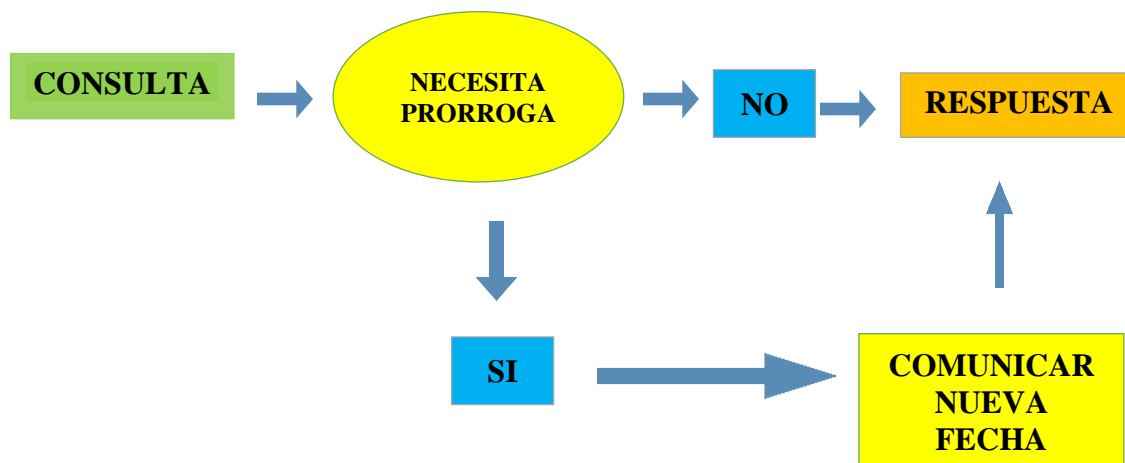 CONSULTA
NECESITA
PRORROGA
NO
RESPUESTA
SI
COMUNICAR
NUEVA
FECHA